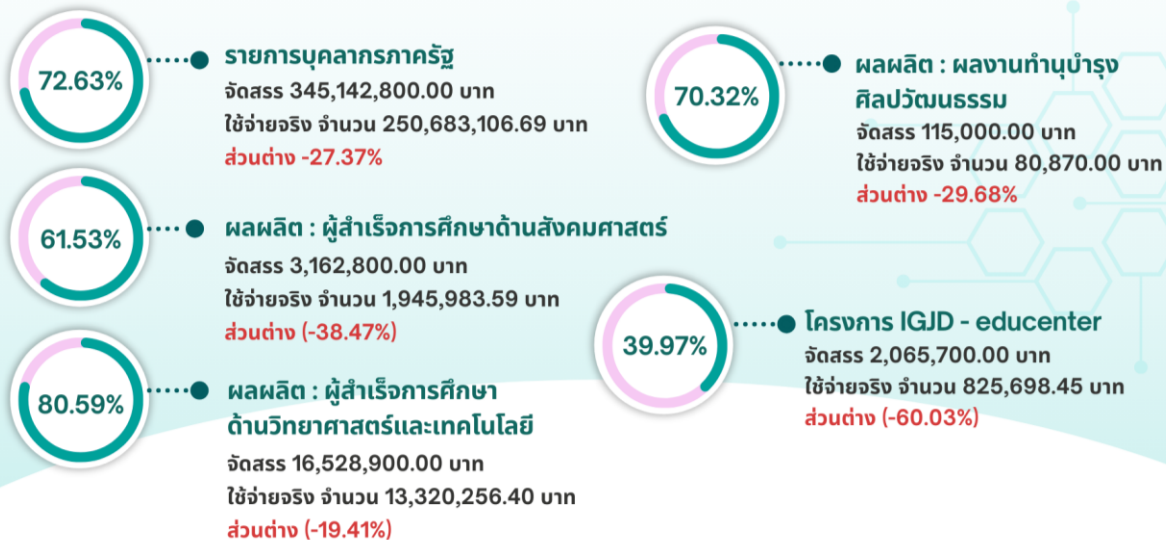 72.63%
รายการบุคลากรภาครัฐ
จัดสรร 345,142,800.00 บาท
ใช้จ่ายจริง จำนวน 250,683,106.69 บาท
ส่วนต่าง -27.37%
61.53%
ผลผลิต : ผู้สำเร็จการศึกษาด้านสังคมศาสตร์
จัดสรร 3,162,800.00 บาท
ใช้จ่ายจริง จำนวน 1,945,983.59 บาท
ส่วนต่าง (-38.47%)
80.59%
ผลผลิต : ผู้สำเร็จการศึกษา
ด้านวิทยาศาสตร์และเทคโนโลยี
จัดสรร 16,528,900.00 บาท
ใช้จ่ายจริง จำนวน 13,320,256.40 บาท
ส่วนต่าง (-19.41%)
70.32%
ผลผลิต : ผลงานทำนุบำรุง
ศิลปวัฒนธรรม
จัดสรร 115,000.00 บาท
ใช้จ่ายจริง จำนวน 80,870.00 บาท
ส่วนต่าง -29.68%
39.97%
โครงการ IGJD - educenter
จัดสรร 2,065,700.00 บาท
ใช้จ่ายจริง จำนวน 825,698.45 บาท
ส่วนต่าง (-60.03%)